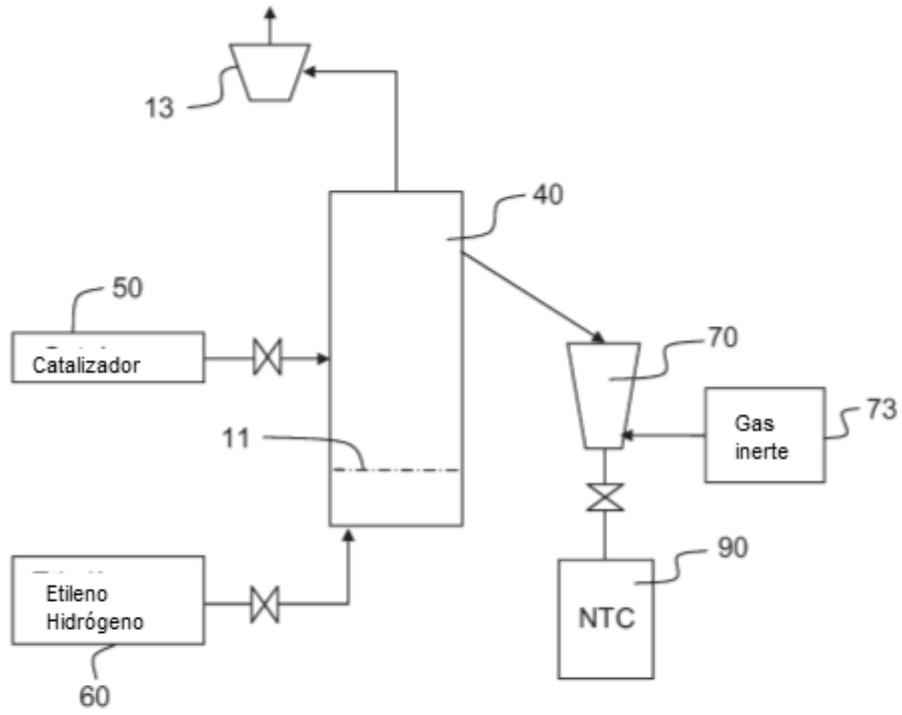 13
40
50
Catalizador
70
11
Gas
inerte
73
90
Etileno
Hidrógeno
NTC
60